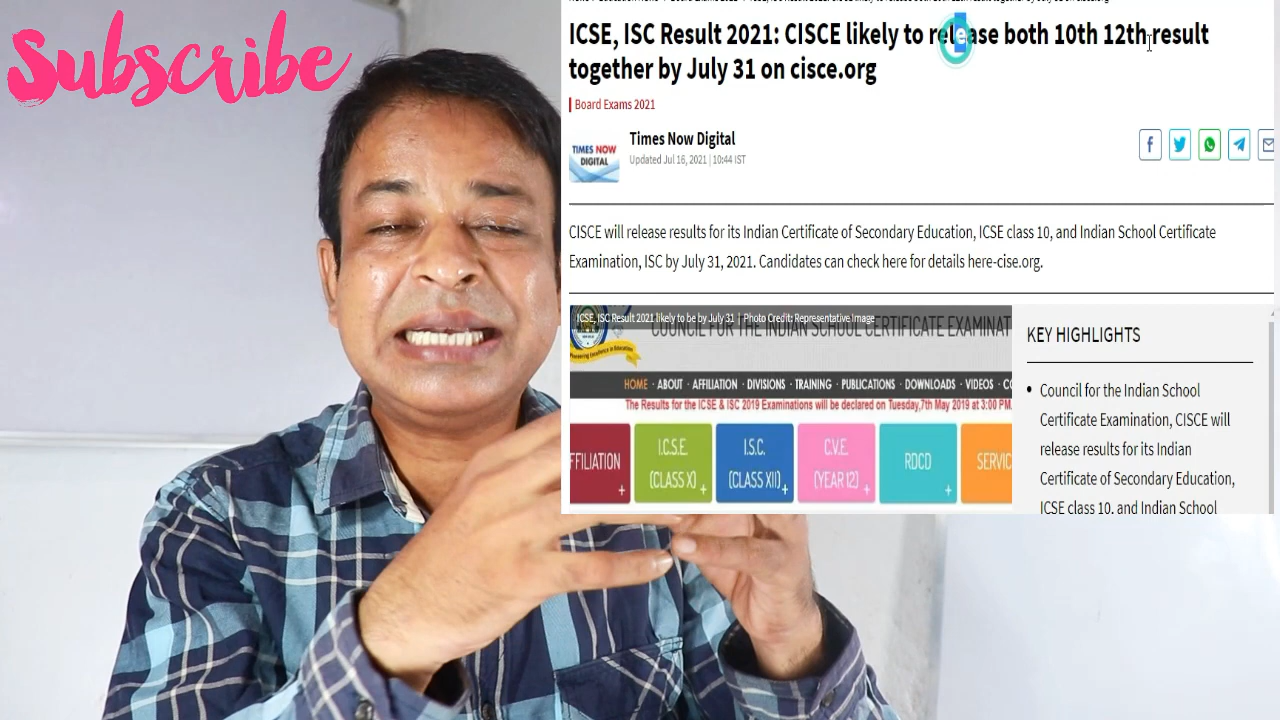 Subscribe
ICSE, ISC Result 2021: CISCE likely to release both 10th 12th result
together by July 31 on cisce.org
Board Exams 2021
TIMES NOW
DIGITAL
Times Now Digital
Updated Jul 16, 2021 | 10:44 IST
CISCE will release results for its Indian Certificate of Secondary Education, ICSE class 10, and Indian School Certificate
Examination, ISC by July 31, 2021. Candidates can check here for details here-cise.org.
ICSE, ISC Result 2021 likely to be by July 31 | Photo Credit: Representative Image
COUNCIL FOR THE INDIAN SCHOOL CERTIFICATE EXAMINAT
HOME · ABOUT · AFFILIATION · DIVISIONS · TRAINING · PUBLICATIONS · DOWNLOADS · VIDEOS · CO
The Results for the ICSE & ISC 2019 Examinations will be declared on Tuesday,7th May 2019 at 3:00 PM.
FFILIATION +
I.C.S.E. (CLASS X) +
I.S.C. (CLASS XII) +
C.V.E. (YEAR 12) +
RDCD +
SERVIC
KEY HIGHLIGHTS
• Council for the Indian School
Certificate Examination, CISCE will
release results for its Indian
Certificate of Secondary Education,
ICSE class 10, and Indian School